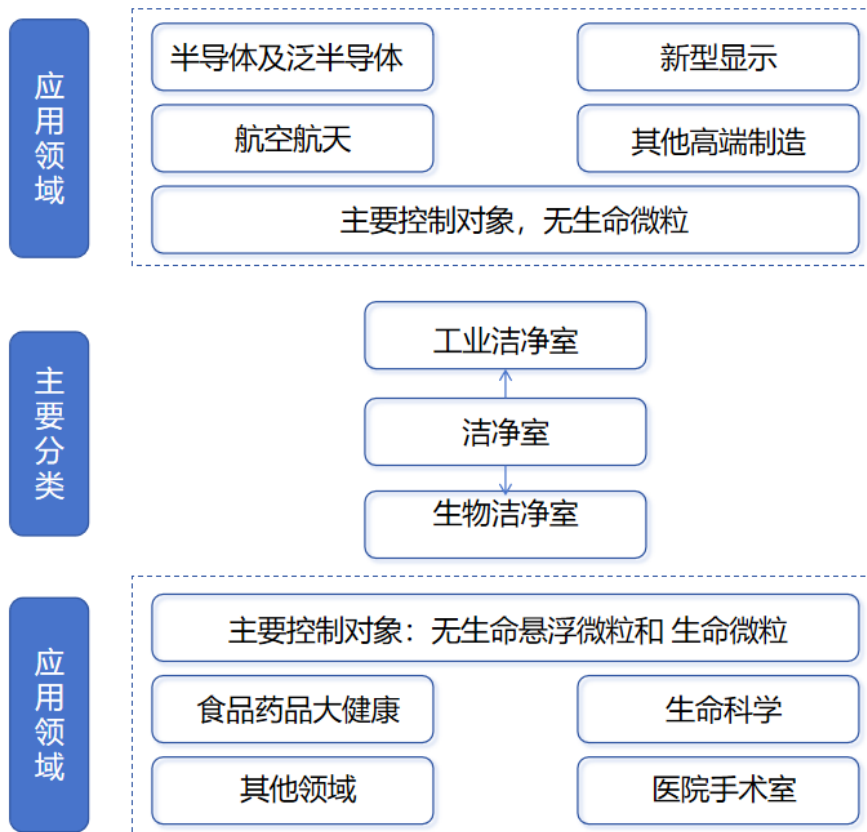 应用领域
半导体及泛半导体
新型显示
航空航天
其他高端制造
主要控制对象，无生命微粒
主要分类
工业洁净室
洁净室
生物洁净室
应用领域
主要控制对象：无生命悬浮微粒和 生命微粒
食品药品大健康
生命科学
其他领域
医院手术室